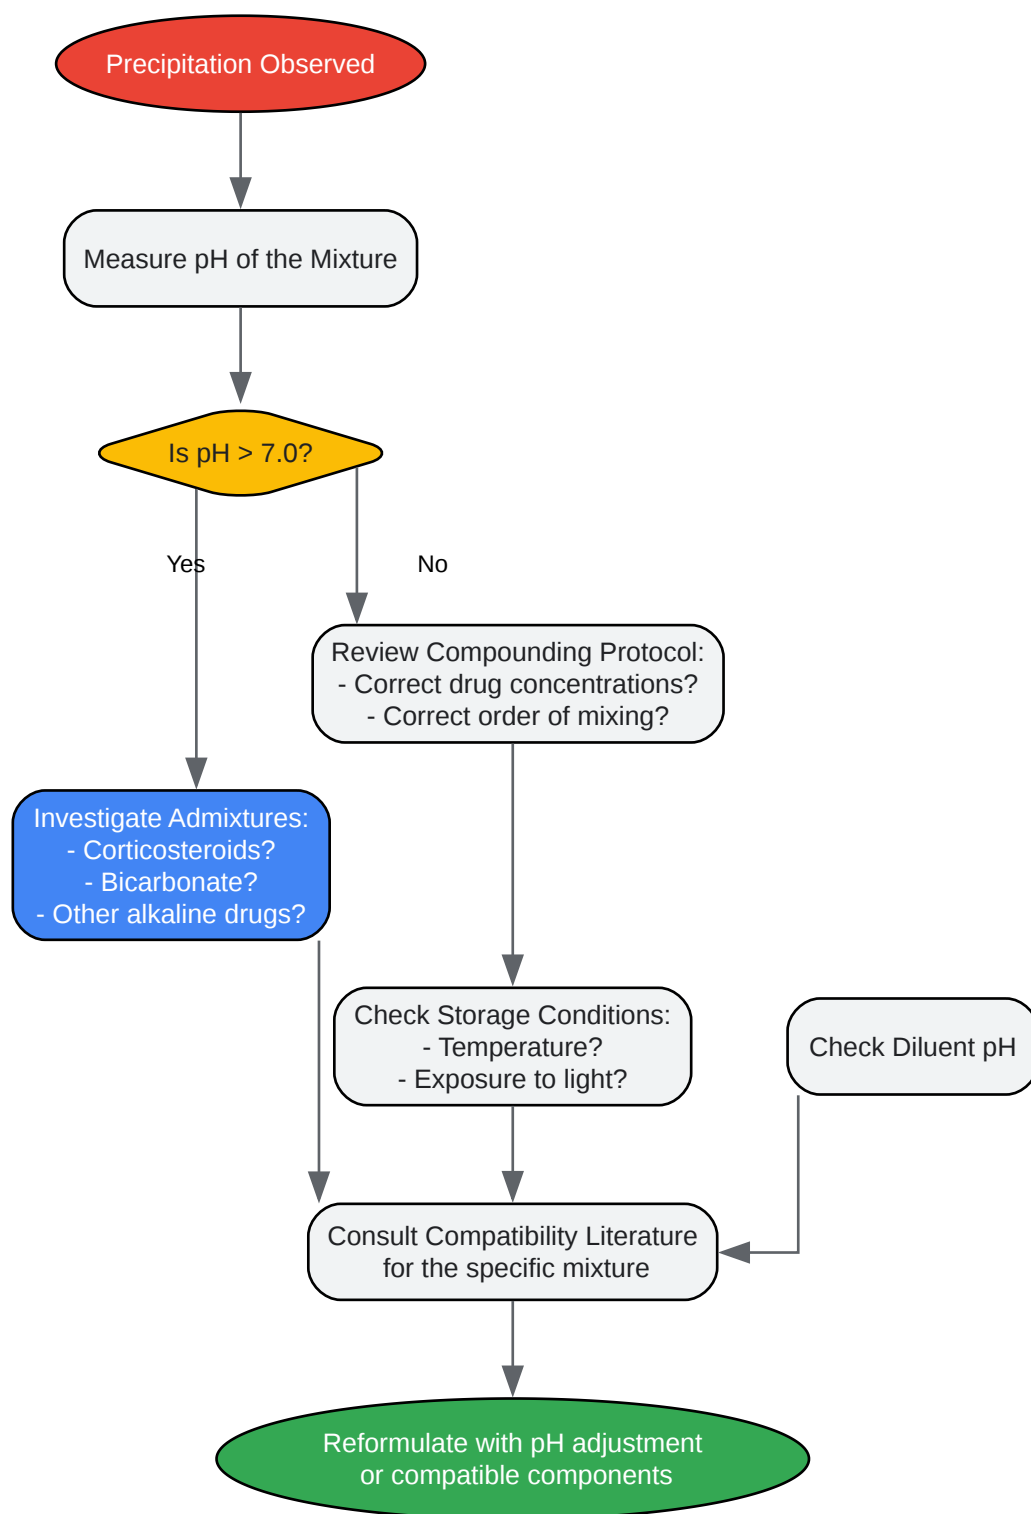 Precipitation Observed
Measure pH of the Mixture
Is pH > 7.0?
Yes
No
Review Compounding Protocol:
- Correct drug concentrations?
- Correct order of mixing?
Investigate Admixtures:
- Corticosteroids?
- Bicarbonate?
- Other alkaline drugs?
Check Storage Conditions:
- Temperature?
- Exposure to light?
Check Diluent pH
Consult Compatibility Literature
for the specific mixture
Reformulate with pH adjustment
or compatible components